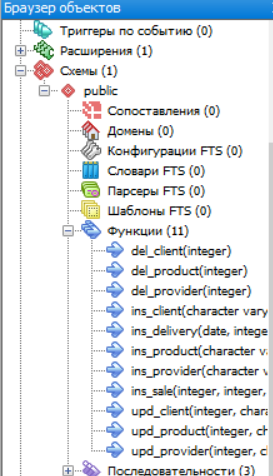 Браузер объектов
Триггеры по событию (0)
Расширения (1)
Схемы (1)
public
Сопоставления (0)
Домены (0)
Конфигурации FTS (0)
Словари FTS (0)
Парсеры FTS (0)
Шаблоны FTS (0)
Функции (11)
del_client(integer)
del_product(integer)
del_provider(integer)
ins_client(character vary
ins_delivery(date, intege
ins_product(character va
ins_provider(character v
ins_sale(integer, integer,
upd_client(integer, chara
upd_product(integer, ch
upd_provider(integer, c
Последовательности (3)